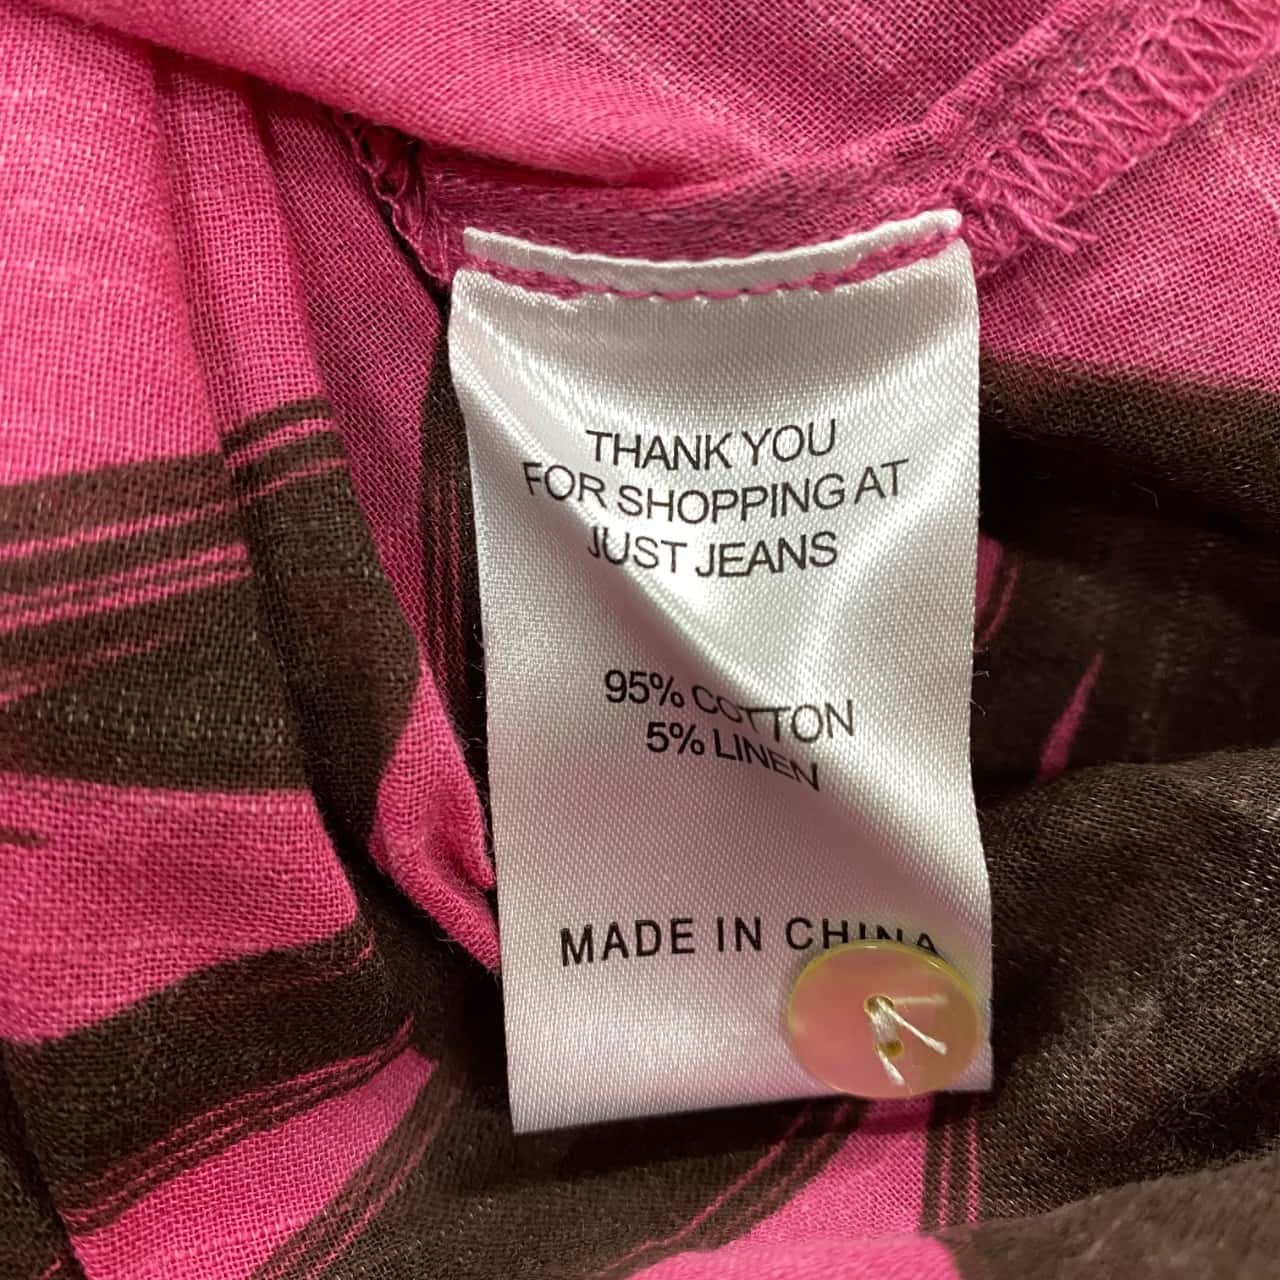 THANK YOU
FOR SHOPPING AT
JUST JEANS
95% COTTON
5% LINEN
MADE IN CHINA